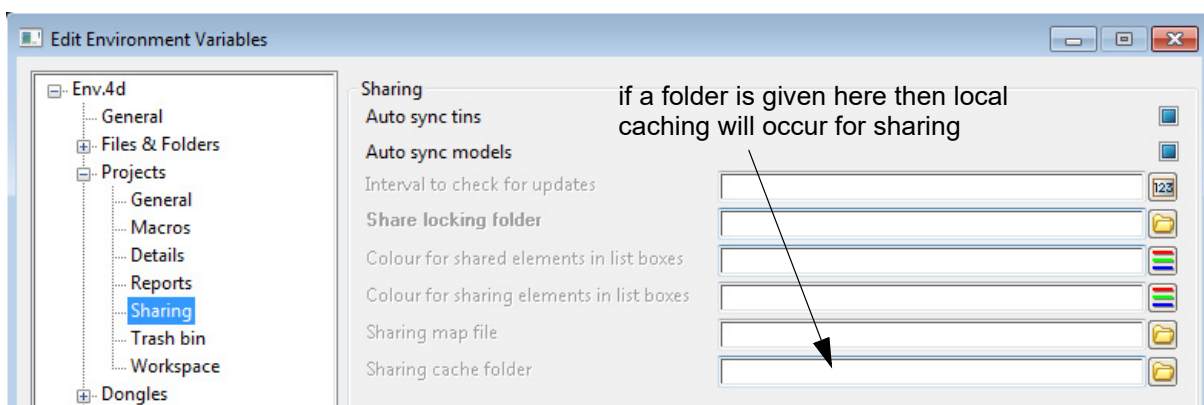 Edit Environment Variables
Env.4d
General
Files & Folders
Projects
General
Macros
Details
Reports
Sharing
Trash bin
Workspace
Dongles
Sharing
if a folder is given here then local
caching will occur for sharing
Auto sync tins
Auto sync models
Interval to check for updates
123
Share locking folder
Colour for shared elements in list boxes
Colour for sharing elements in list boxes
Sharing map file
Sharing cache folder